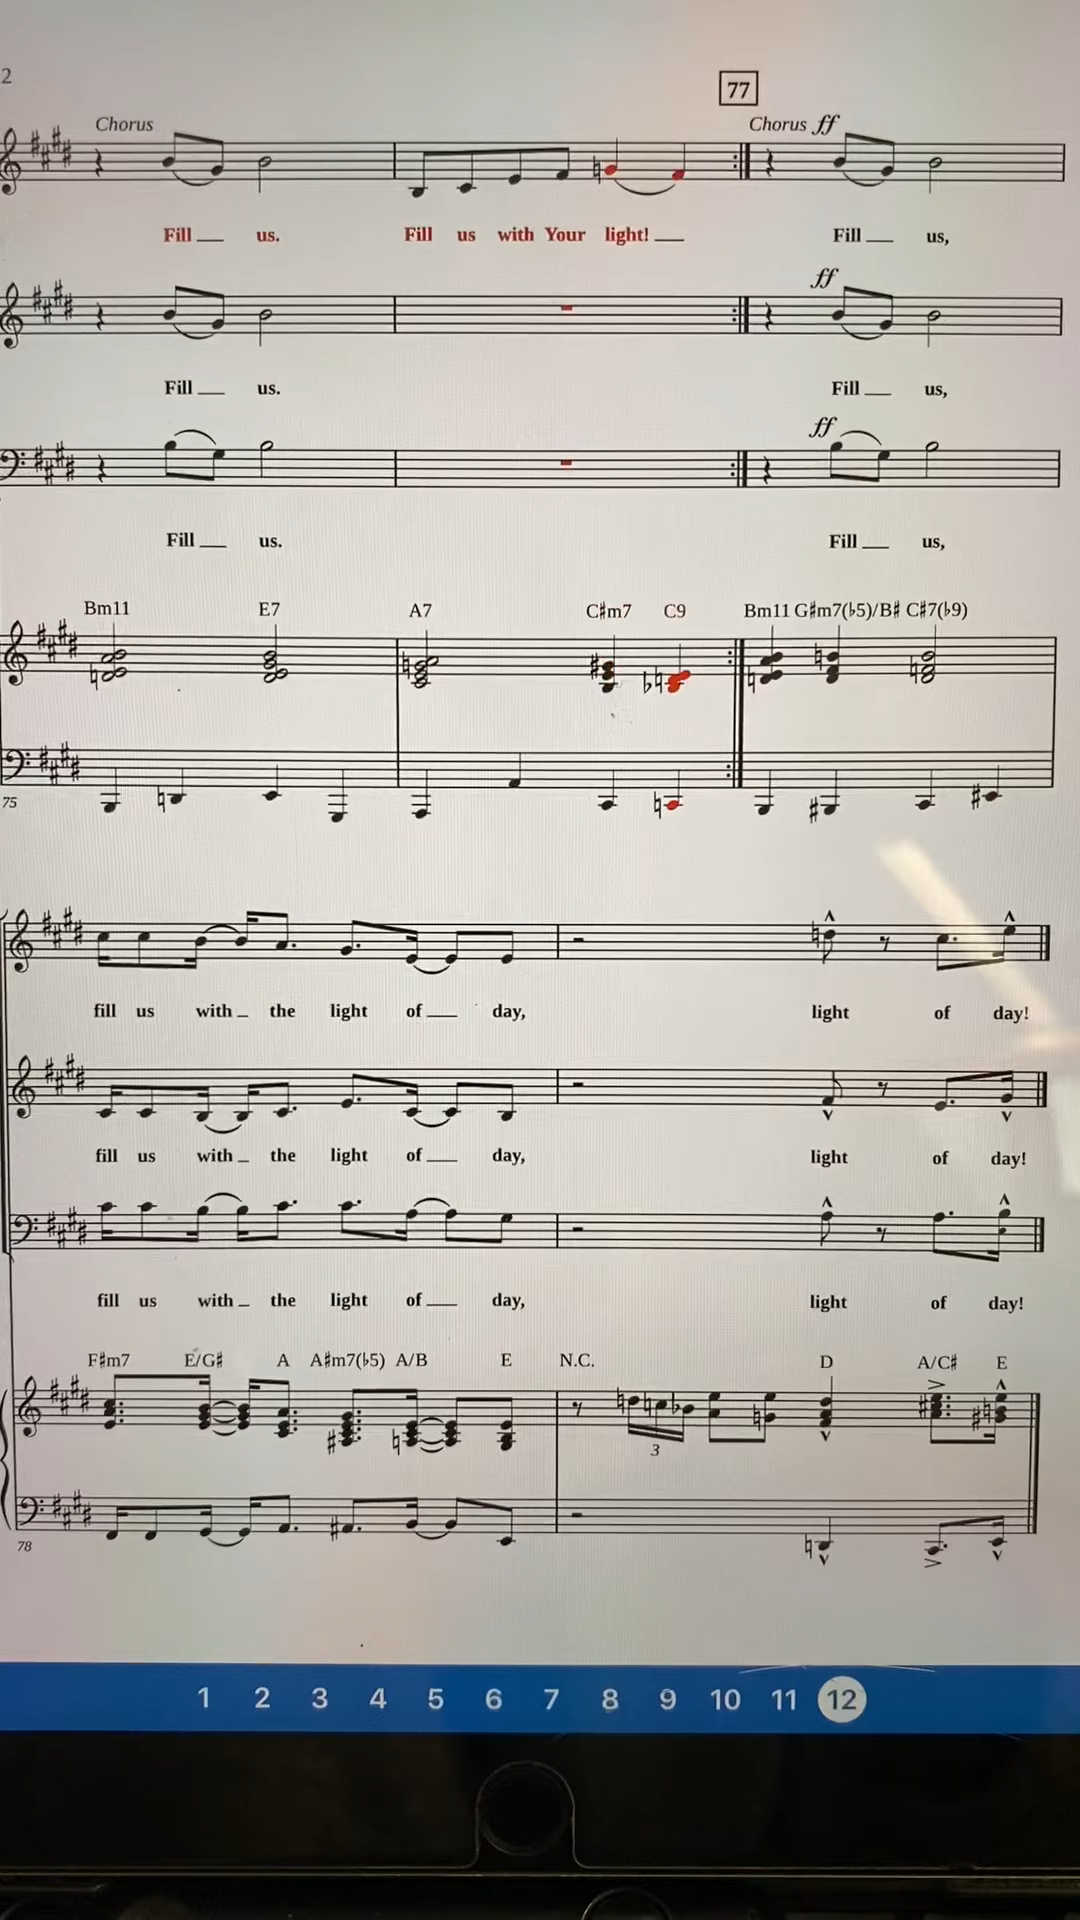 2
77
Chorus Chorus ff
Fill us. Fill us with Your light! Fill us,
ff
Fill us. Fill us,
ff
Fill us. Fill us,
Bm11 E7 A7 C♯m7 C9 Bm11 G♯m7(♭5)/B♯ C♯7(♭9)
75
fill us with the light of day, light of day!
fill us with the light of day, light of day!
fill us with the light of day, light of day!
F♯m7 E/G♯ A A♯m7(♭5) A/B E N.C. D A/C♯ E
3
78
1 2 3 4 5 6 7 8 9 10 11 12